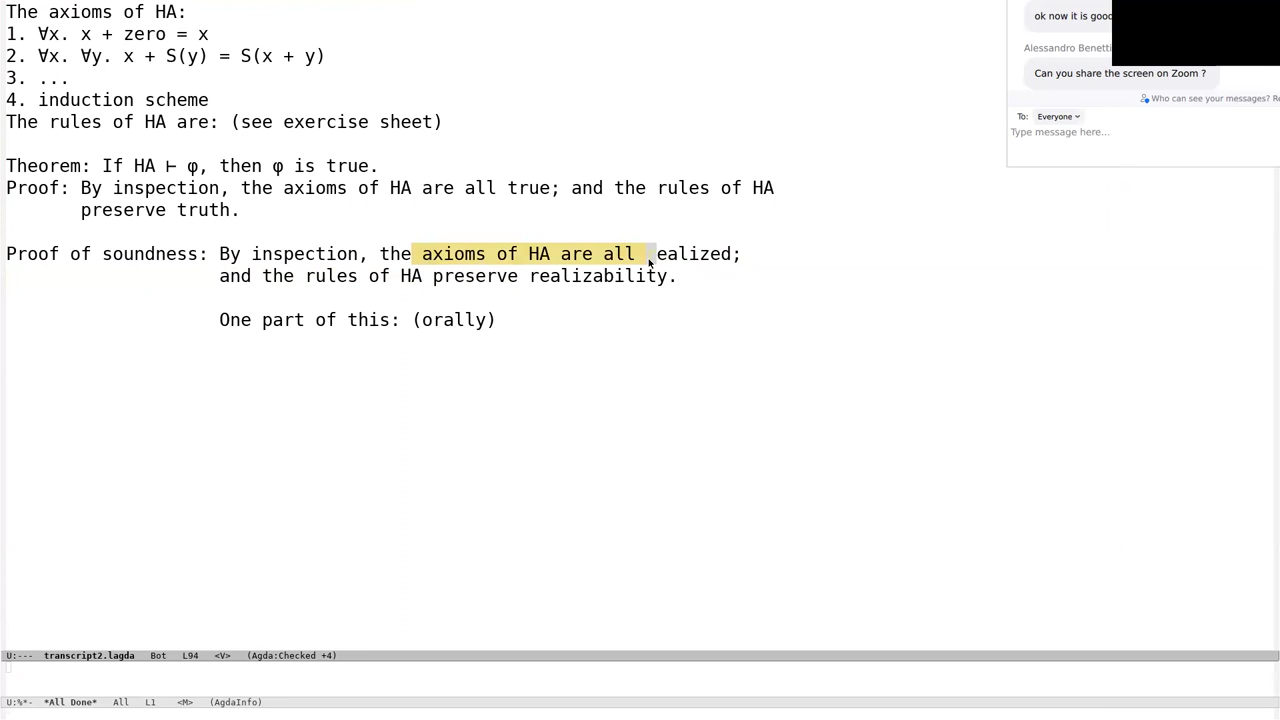 The axioms of HA:
1. ∀x. x + zero = x
2. ∀x. ∀y. x + S(y) = S(x + y)
3. ...
4. induction scheme
The rules of HA are: (see exercise sheet)
Theorem: If HA ⊢ φ, then φ is true.
Proof: By inspection, the axioms of HA are all true; and the rules of HA
preserve truth.
Proof of soundness: By inspection, the axioms of HA are all ealized;
and the rules of HA preserve realizability.
One part of this: (orally)
ok now it is good
Alessandro Benetti
Can you share the screen on Zoom ?
Who can see your messages? Re
To: Everyone
Type message here...
U:--- transcript2.lagda Bot L94 <V> (Agda:Checked +4)
U:%*- *All Done* All L1 <M> (AgdaInfo)